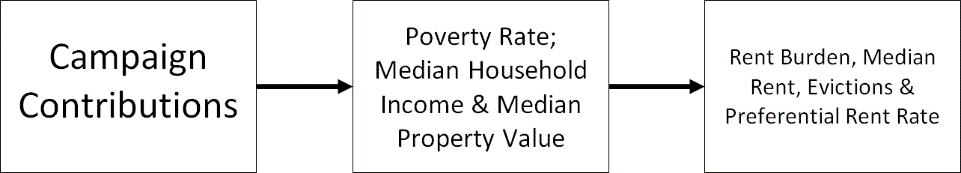 Campaign
Contributions
Poverty Rate;
Median Household
Income & Median
Property Value
Rent Burden, Median
Rent, Evictions &
Preferential Rent Rate